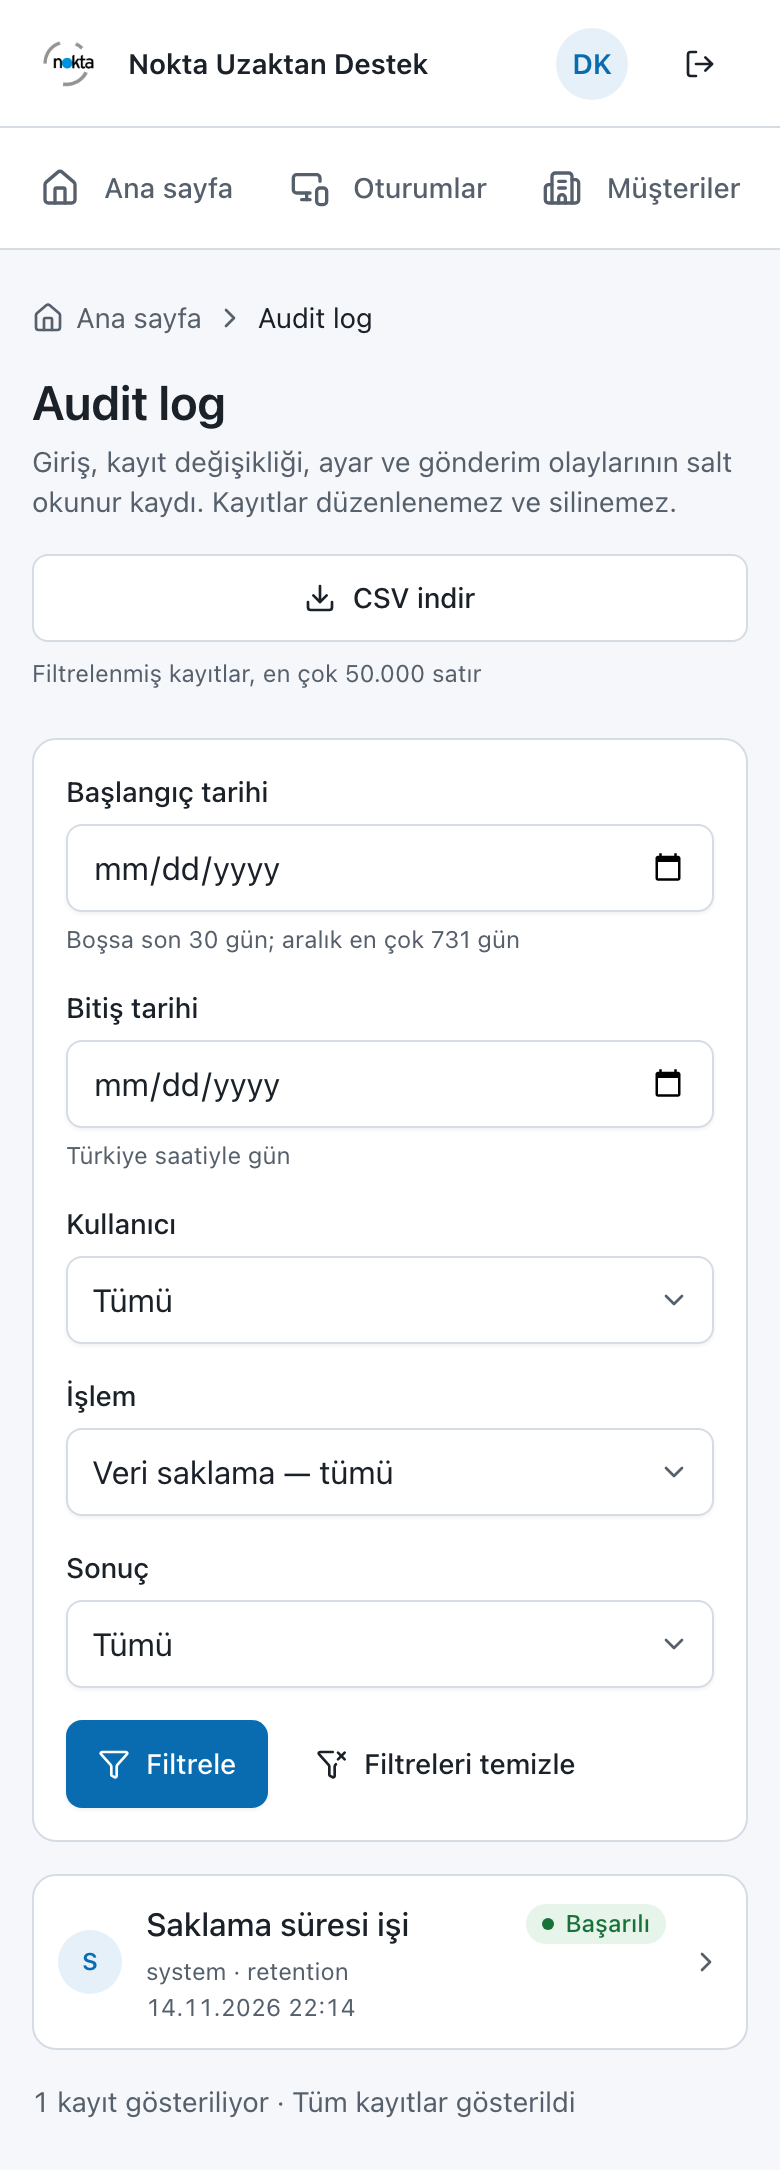 nokta
Nokta Uzaktan Destek
DK
Ana sayfa
Oturumlar
Müşteriler
Ana sayfa
Audit log
Audit log
Giriş, kayıt değişikliği, ayar ve gönderim olaylarının salt
okunur kaydı. Kayıtlar düzenlenemez ve silinemez.
CSV indir
Filtrelenmiş kayıtlar, en çok 50.000 satır
Başlangıç tarihi
mm/dd/yyyy
Boşsa son 30 gün; aralık en çok 731 gün
Bitiş tarihi
mm/dd/yyyy
Türkiye saatiyle gün
Kullanıcı
Tümü
İşlem
Veri saklama — tümü
Sonuç
Tümü
Filtrele
Filtreleri temizle
S
Saklama süresi işi
Başarılı
system · retention
14.11.2026 22:14
1 kayıt gösteriliyor · Tüm kayıtlar gösterildi